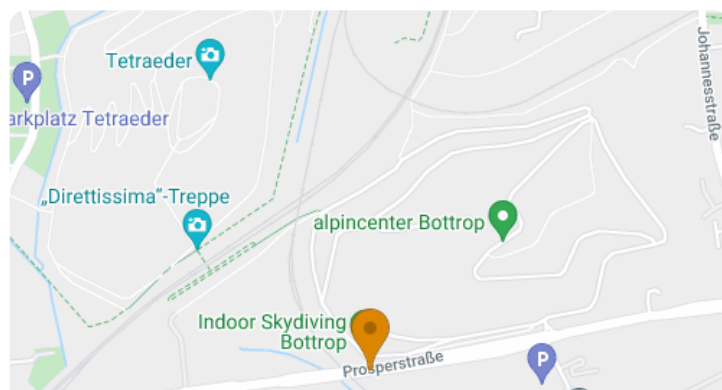 Tetraeder
P
arkplatz Tetraeder
Johannesstraße
„Direttissima“-Treppe
alpincenter Bottrop
Indoor Skydiving
Bottrop
Prosperstraße
P